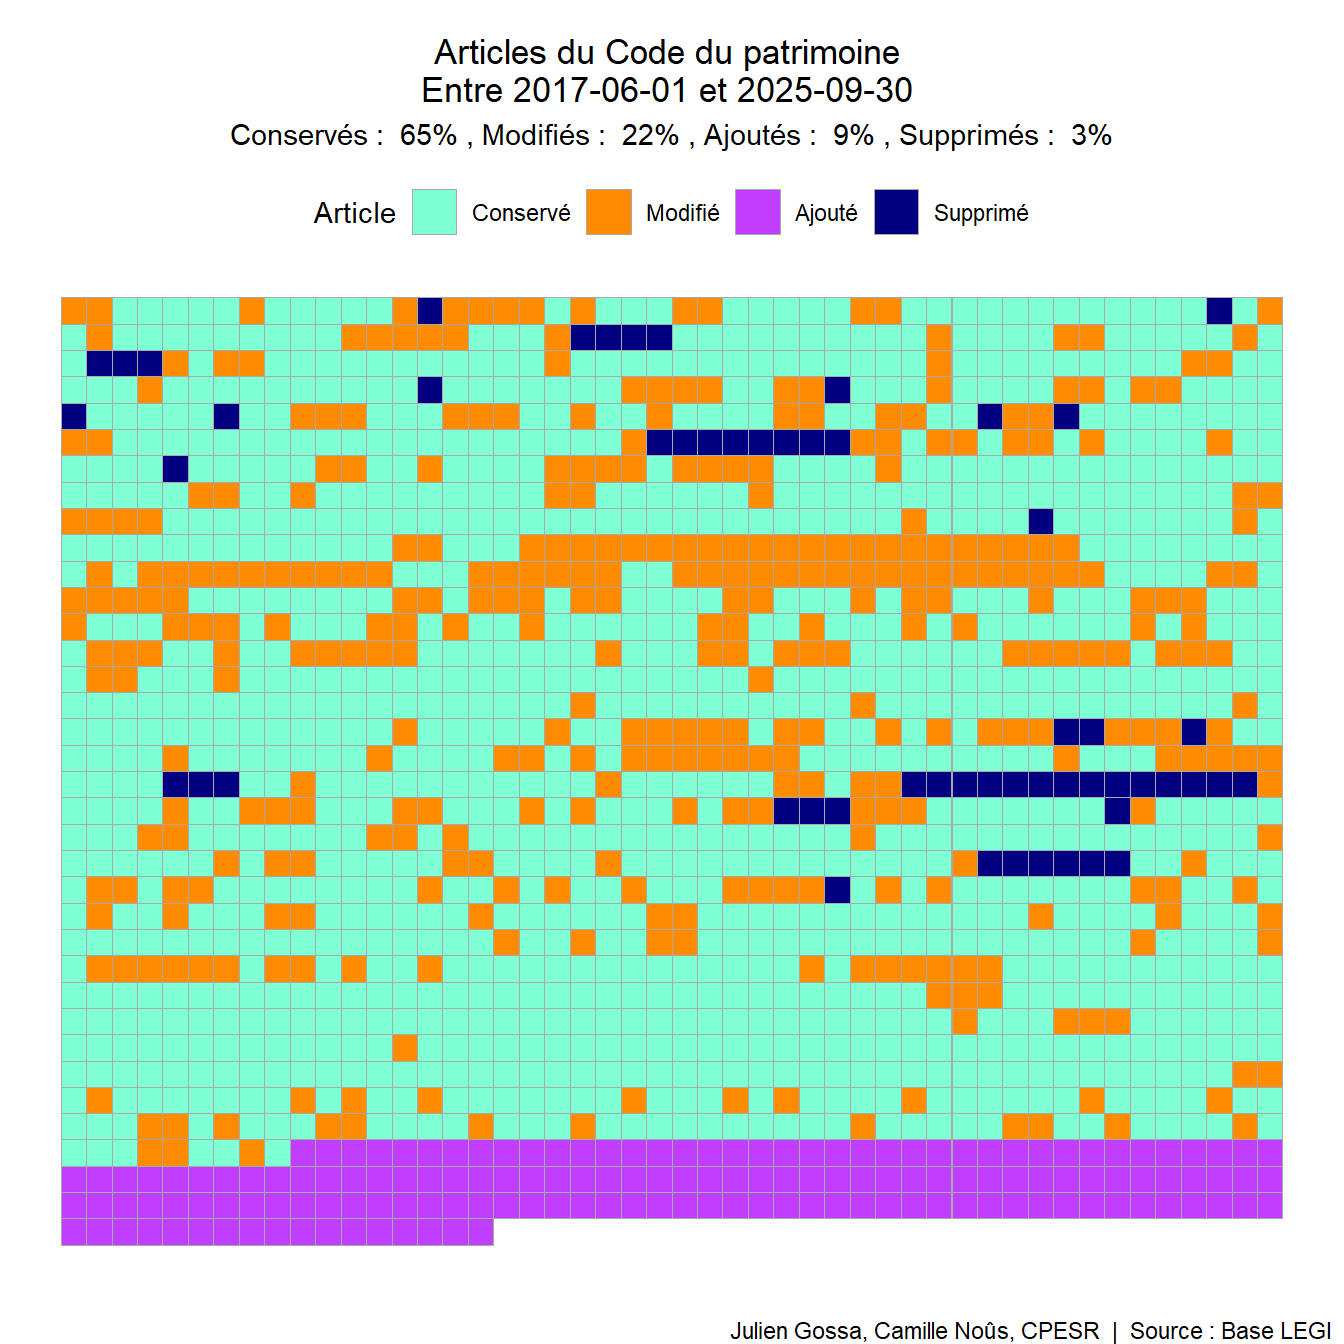 Articles du Code du patrimoine
Entre 2017-06-01 et 2025-09-30
Conservés :  65% , Modifiés :  22% , Ajoutés :  9% , Supprimés :  3%
Article Conservé Modifié Ajouté Supprimé
Julien Gossa, Camille Noûs, CPESR | Source : Base LEGI